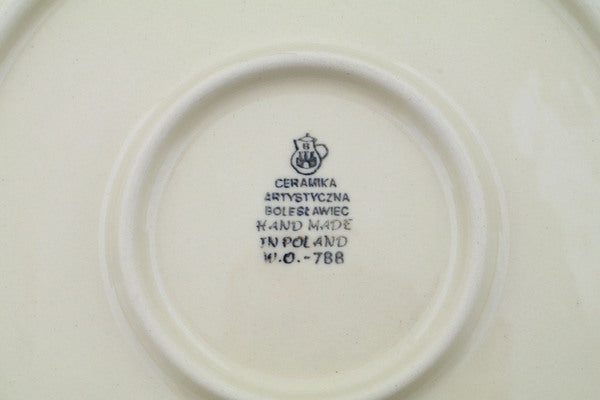 B
CERAMIKA
ARTYSTYCZNA
BOLESŁAWIEC
HAND MADE
IN POLAND
W.O.-788